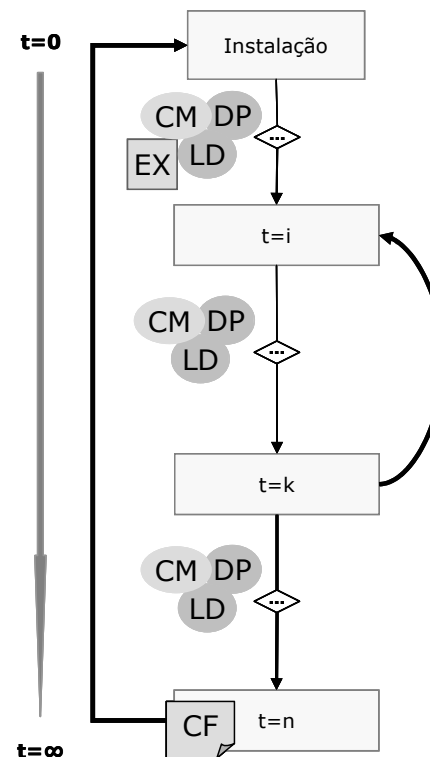 t=0
Instalação
CM DP
...
EX LD
t=i
CM DP
...
LD
t=k
CM DP
...
LD
CF t=n
t=∞